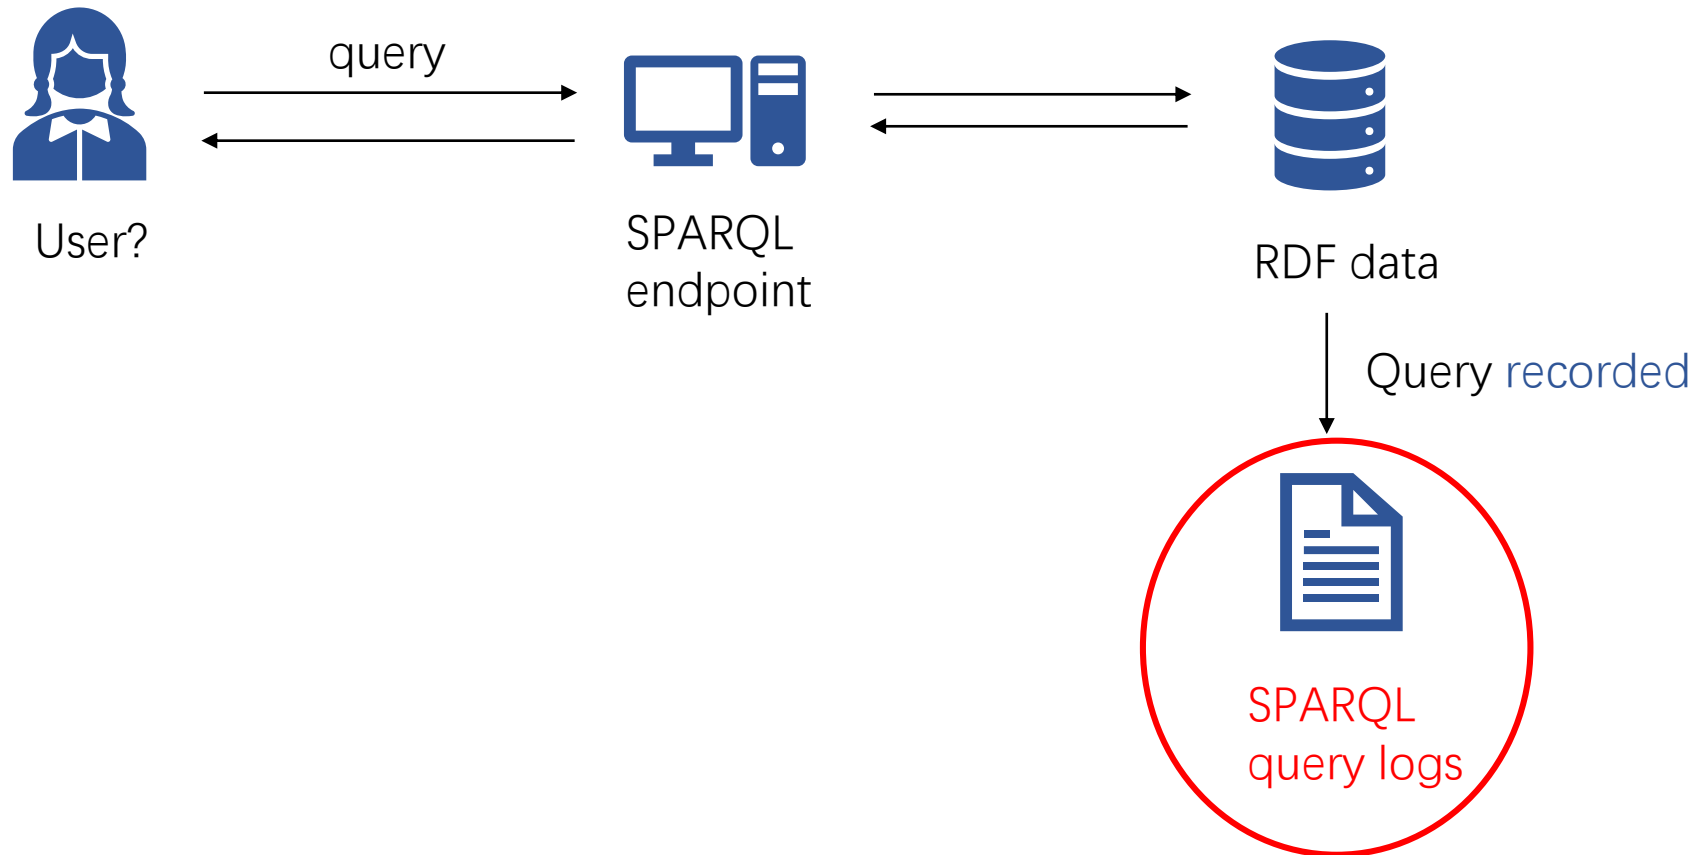 query
User?
SPARQL
endpoint
RDF data
Query recorded
SPARQL
query logs